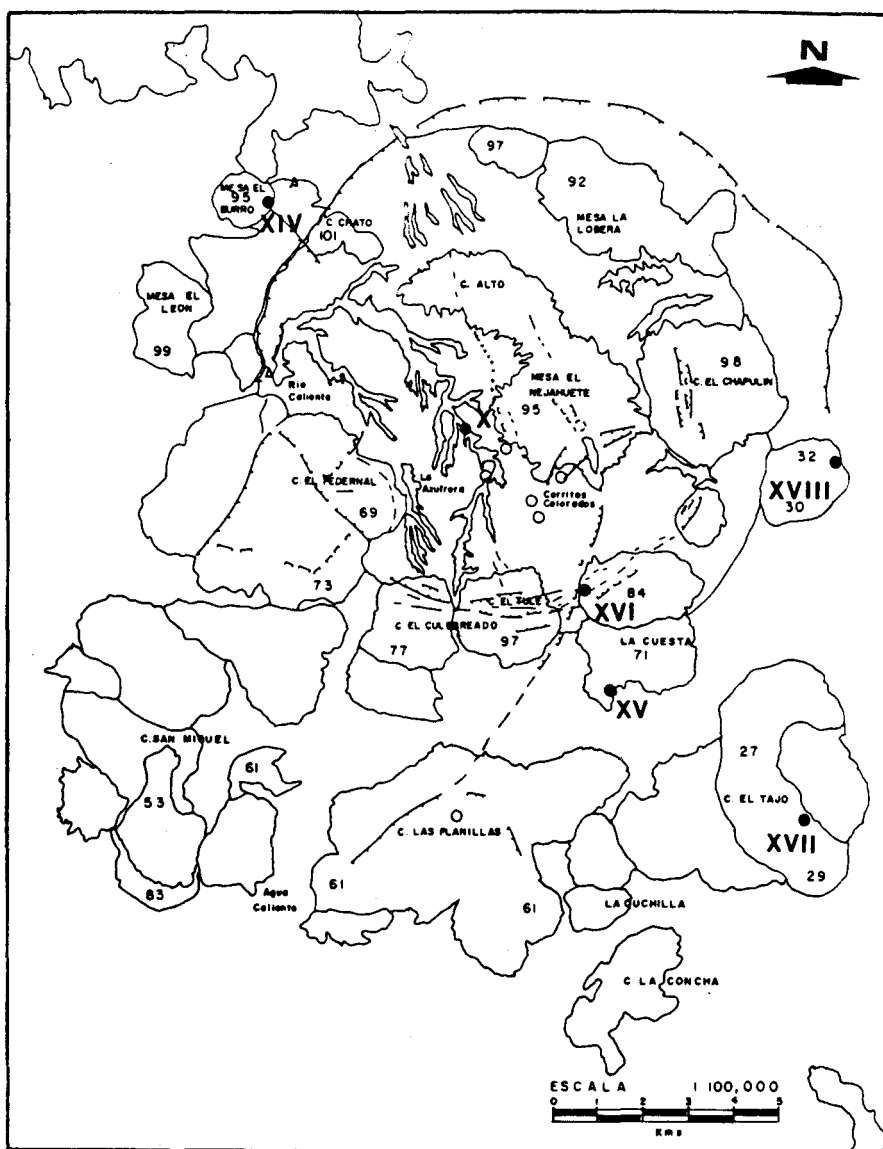 N
97
92
MESA LA
LOBERA
MESA EL
95
BURRO
XIV
C. CHATO
101
C. ALTO
MESA EL
LEON
99
98
C. EL CHAPULIN
Rio
Caliente
MESA EL
NEJAHUETE
95
X
32
XVIII
30
C. EL PEDERNAL
69
La
Azufrera
Cerritos
Colorados
73
C. EL TULE
97
84
XVI
C. EL CULEBREADO
77
LA CUESTA
71
XV
C. SAN MIGUEL
61
53
83
27
C. EL TAJO
XVII
29
C. LAS PLANILLAS
61
61
Agua
Caliente
LA CUCHILLA
C. LA CONCHA
ESCALA 1 100,000
0 1 2 3 4 5
Kms